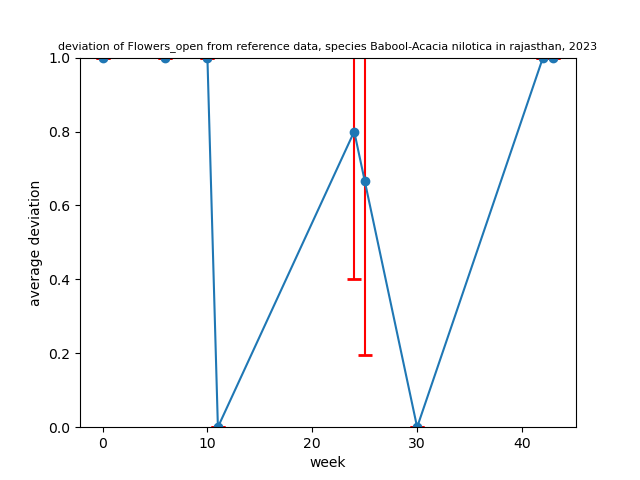 deviation of Flowers_open from reference data, species Babool-Acacia nilotica in rajasthan, 2023
1.0
0.8
0.6
0.4
0.2
0.0
average deviation
0 10 20 30 40
week